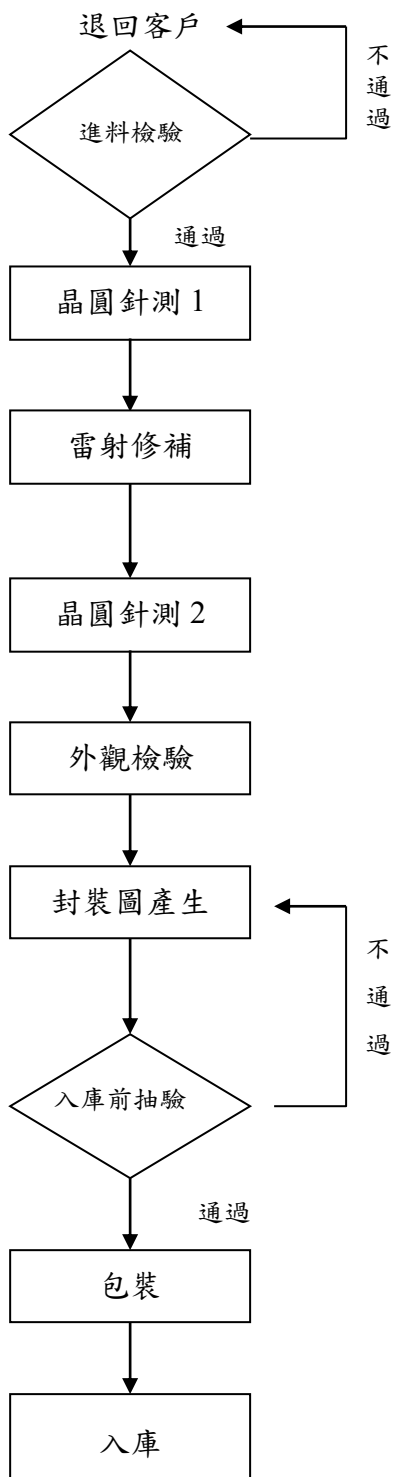 退回客戶
不通過
進料檢驗
通過
晶圓針測 1
雷射修補
晶圓針測 2
外觀檢驗
封裝圖產生
不通過
入庫前抽驗
通過
包裝
入庫